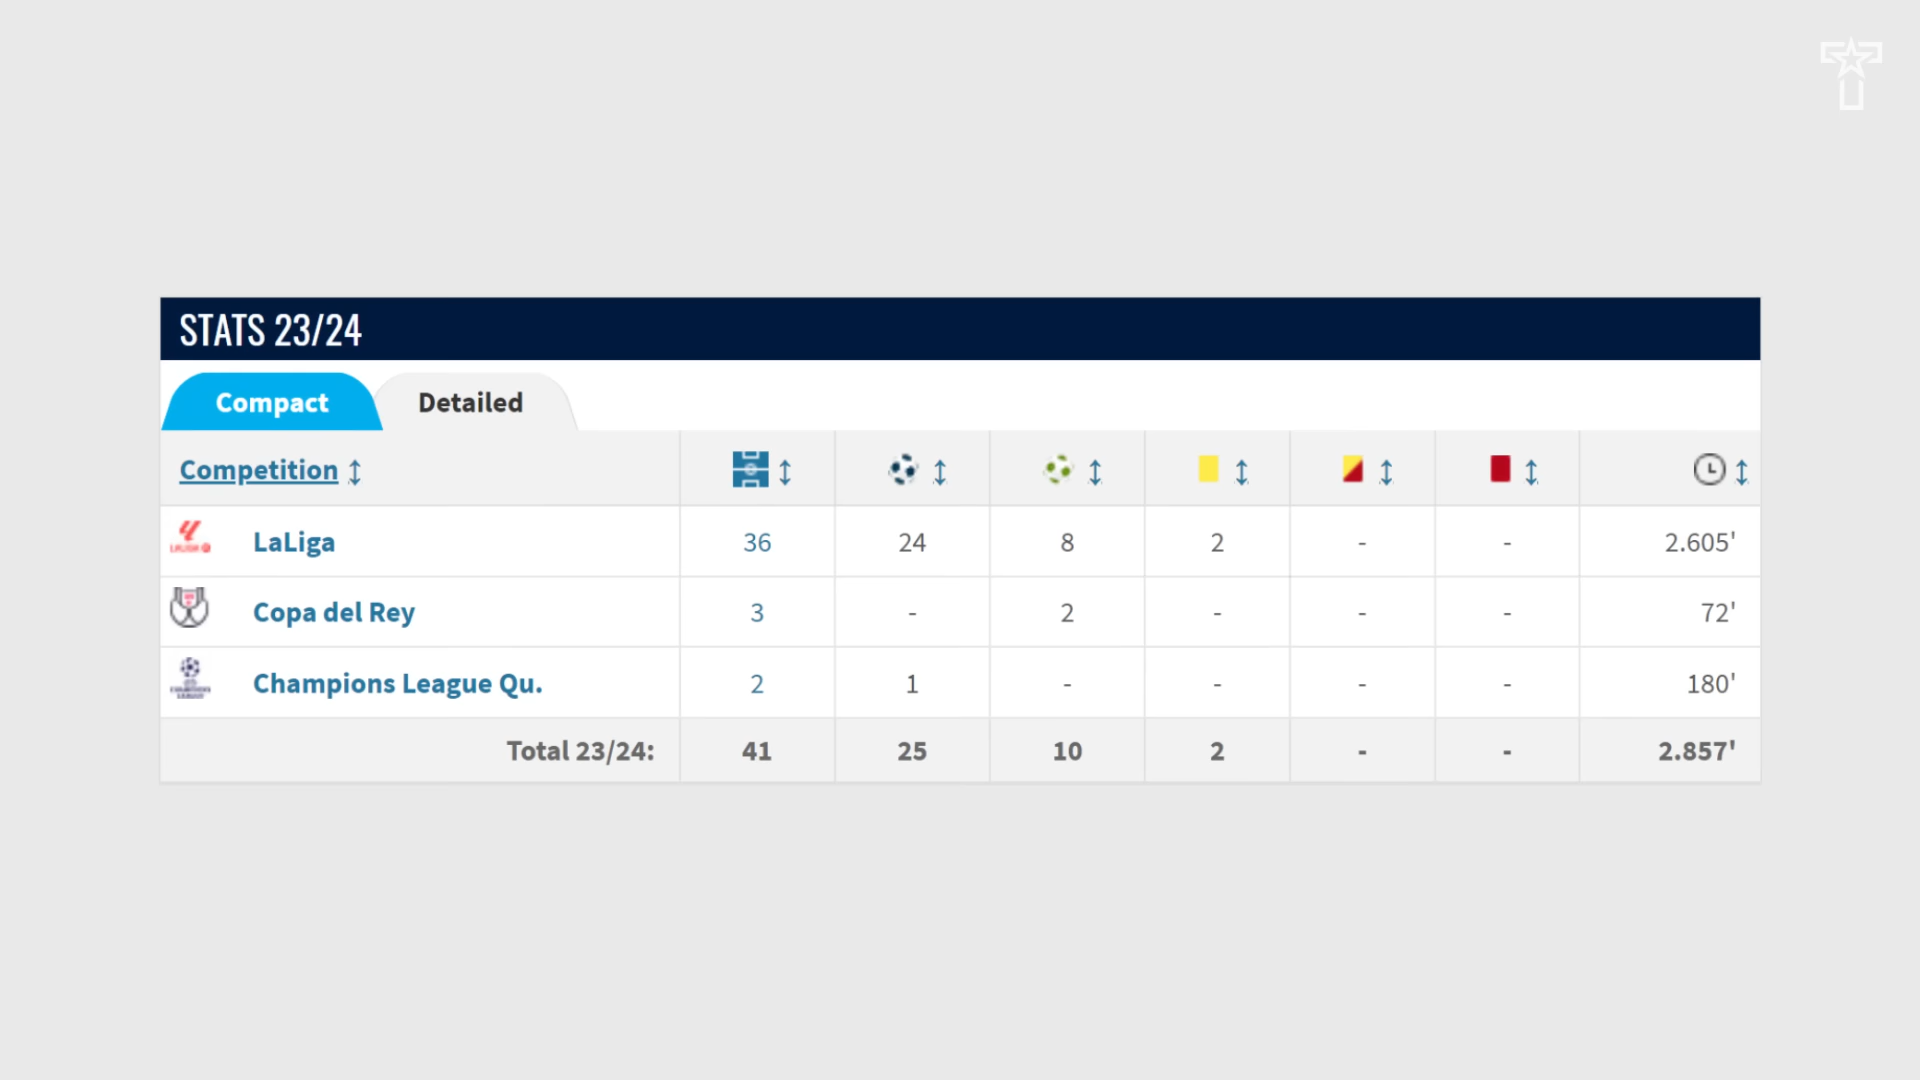 STATS 23/24
Compact Detailed
Competition
LaLiga 36 24 8 2 - - 2.605'
Copa del Rey 3 - 2 - - - 72'
Champions League Qu. 2 1 - - - - 180'
Total 23/24: 41 25 10 2 - - 2.857'